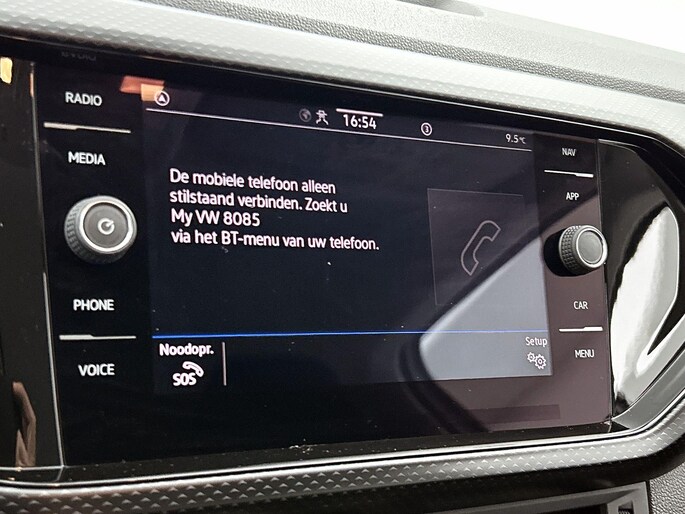 RADIO
MEDIA
PHONE
VOICE
16:54
3
9.5°C
De mobiele telefoon alleen
stilstaand verbinden. Zoekt u
My VW 8085
via het BT-menu van uw telefoon.
Noodopr.
SOS
Setup
NAV
APP
CAR
MENU